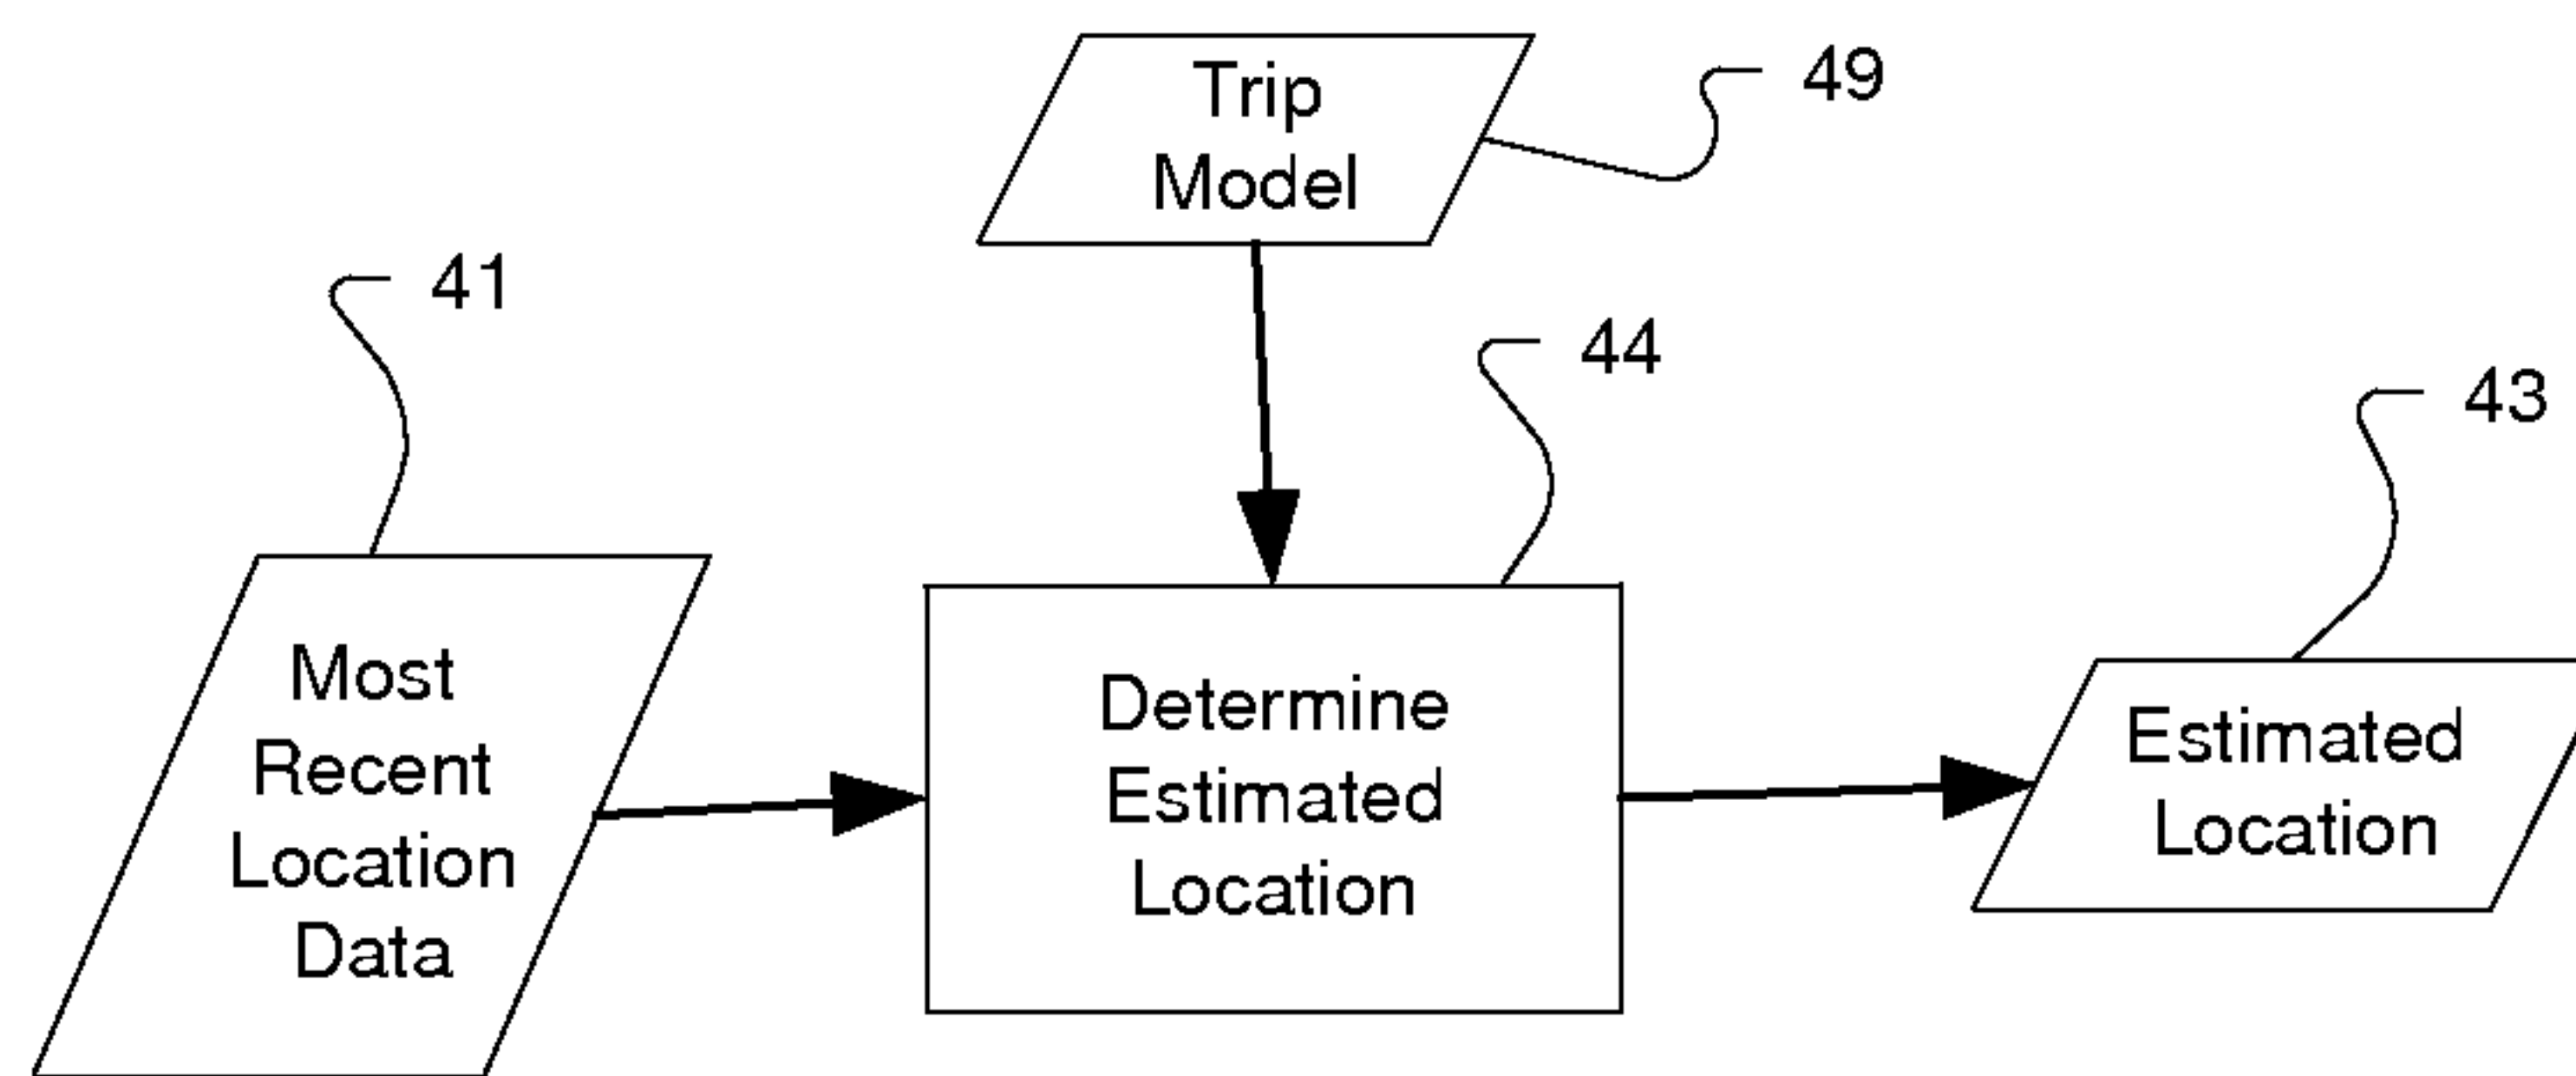 Trip
Model
49
41
44
43
Most
Recent
Location
Data
Determine
Estimated
Location
Estimated
Location